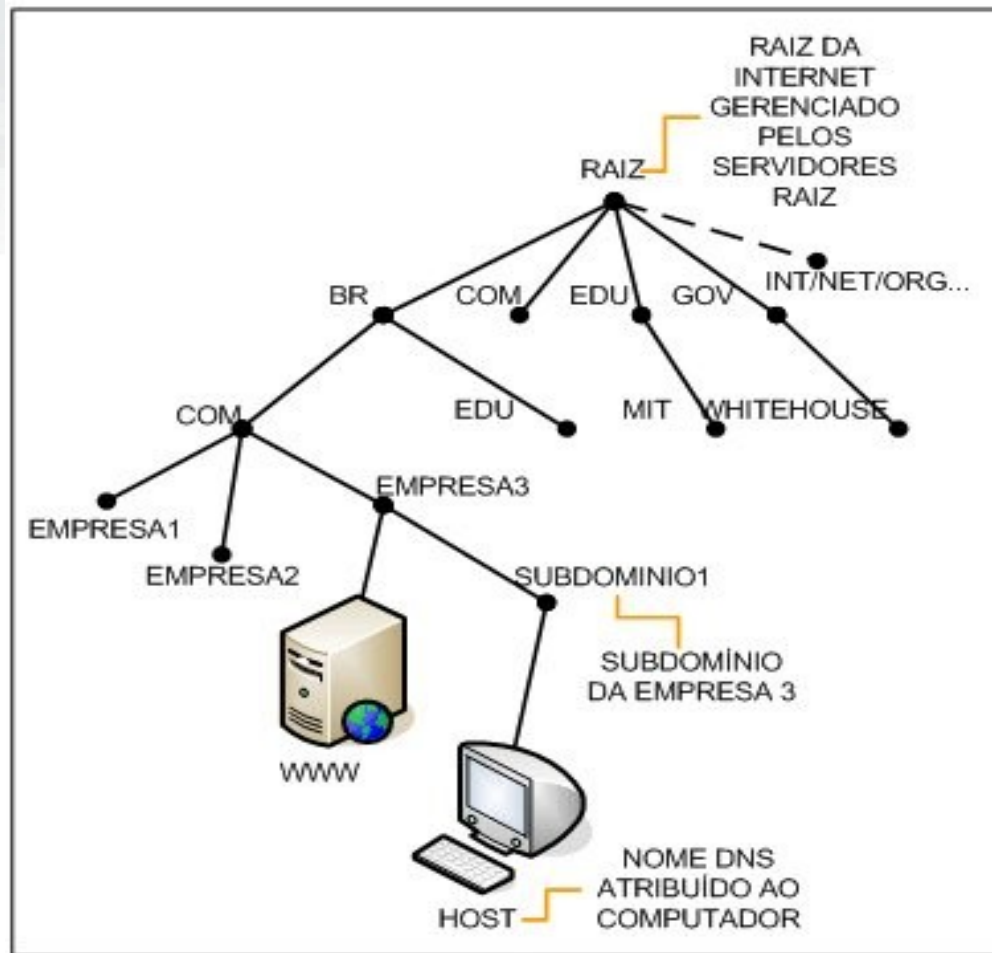 RAIZ DA
INTERNET
GERENCIADO
PELOS
SERVIDORES
RAIZ
RAIZ
INT/NET/ORG...
BR
COM
EDU
GOV
COM
EDU
MIT
WHITEHOUSE
EMPRESA1
EMPRESA2
EMPRESA3
SUBDOMINIO1
SUBDOMÍNIO
DA EMPRESA 3
WWW
HOST
NOME DNS
ATRIBUÍDO AO
COMPUTADOR